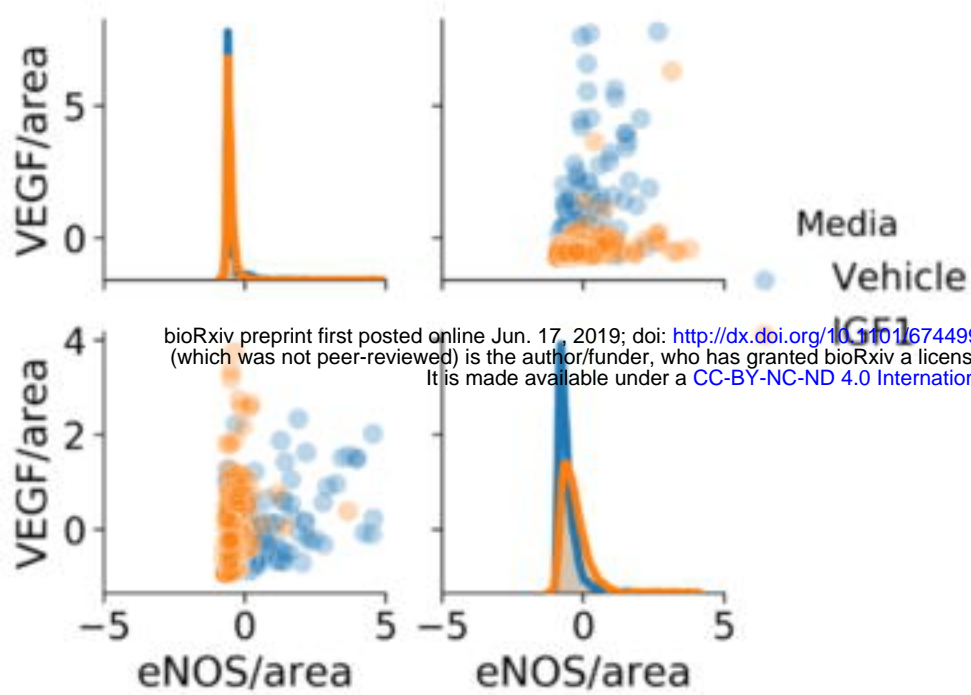 VEGF/area
5
0
Media
Vehicle
IGF1
bioRxiv preprint first posted online Jun. 17, 2019; doi: http://dx.doi.org/10.1101/674499
(which was not peer-reviewed) is the author/funder, who has granted bioRxiv a licens
It is made available under a CC-BY-NC-ND 4.0 Internation
VEGF/area
4
2
0
−5 0 5 −5 0 5
eNOS/area eNOS/area